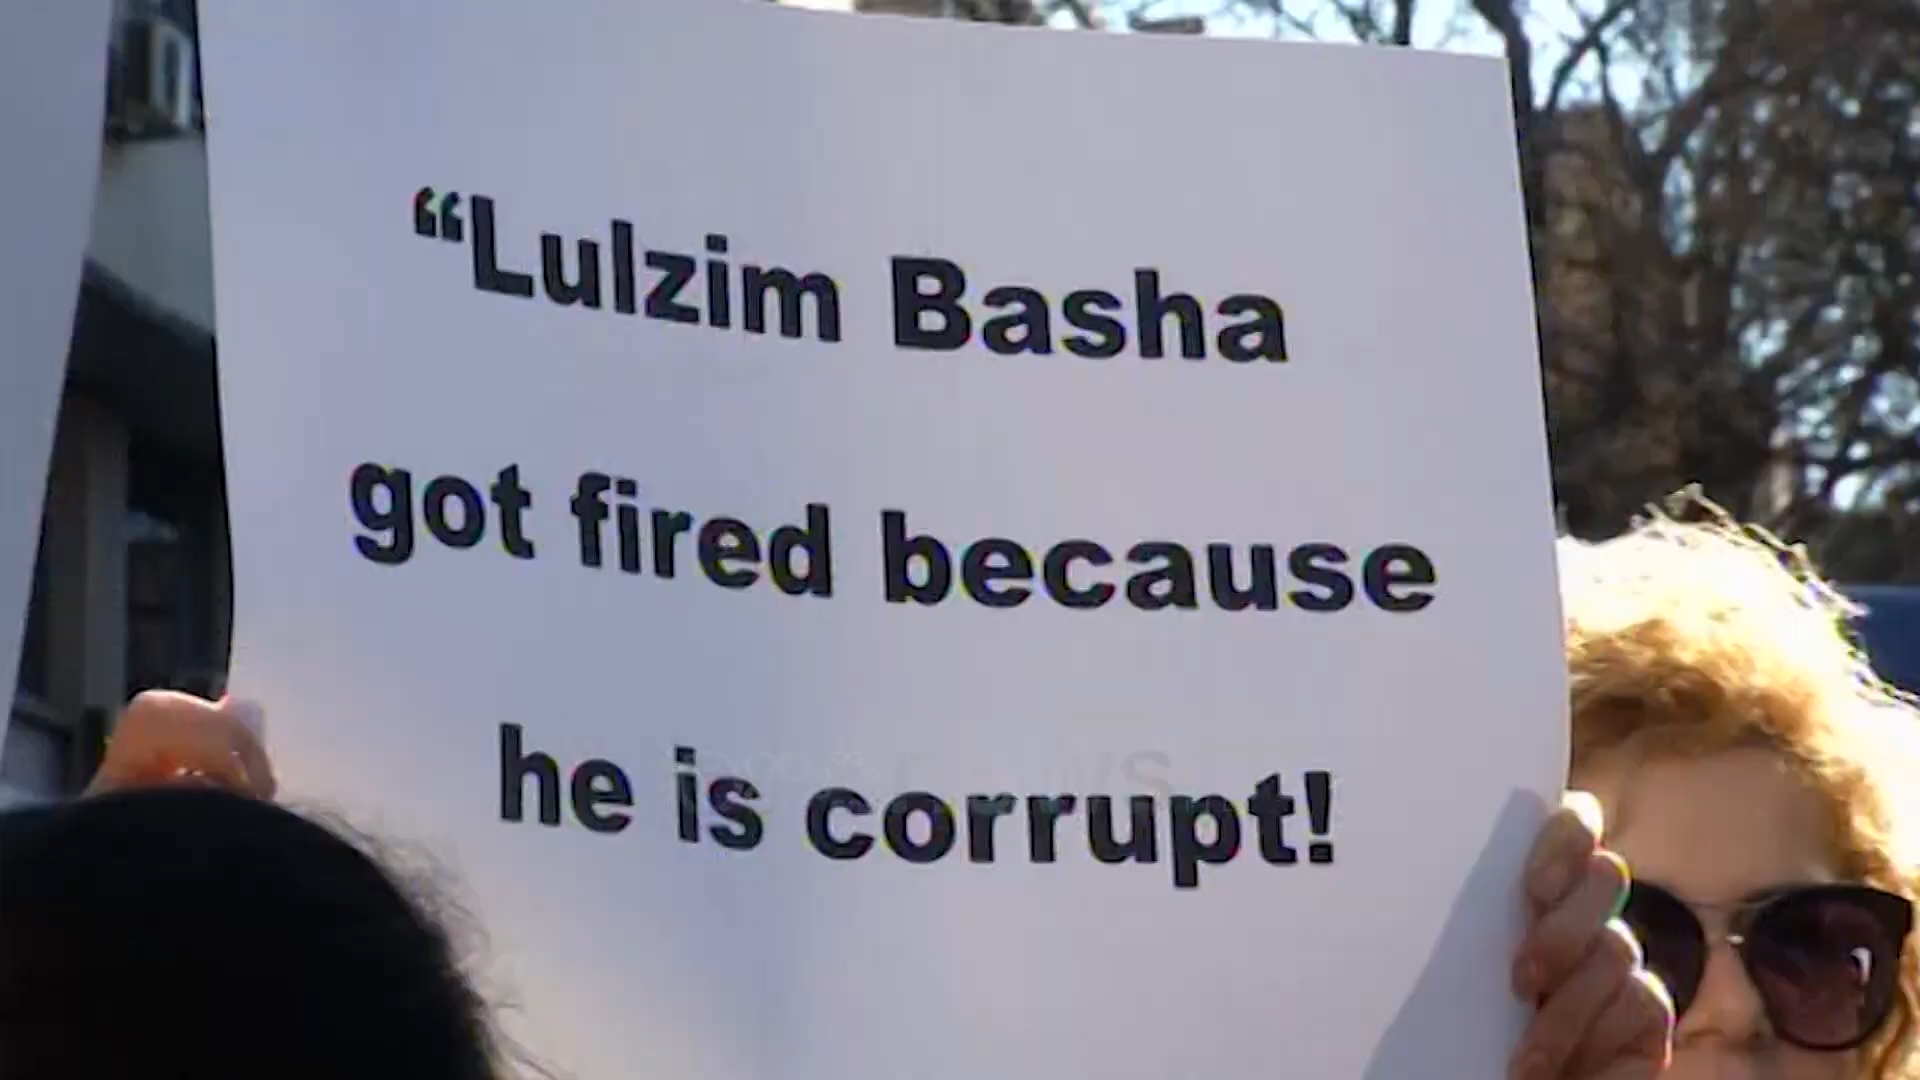 “Lulzim Basha
got fired because
he is corrupt!